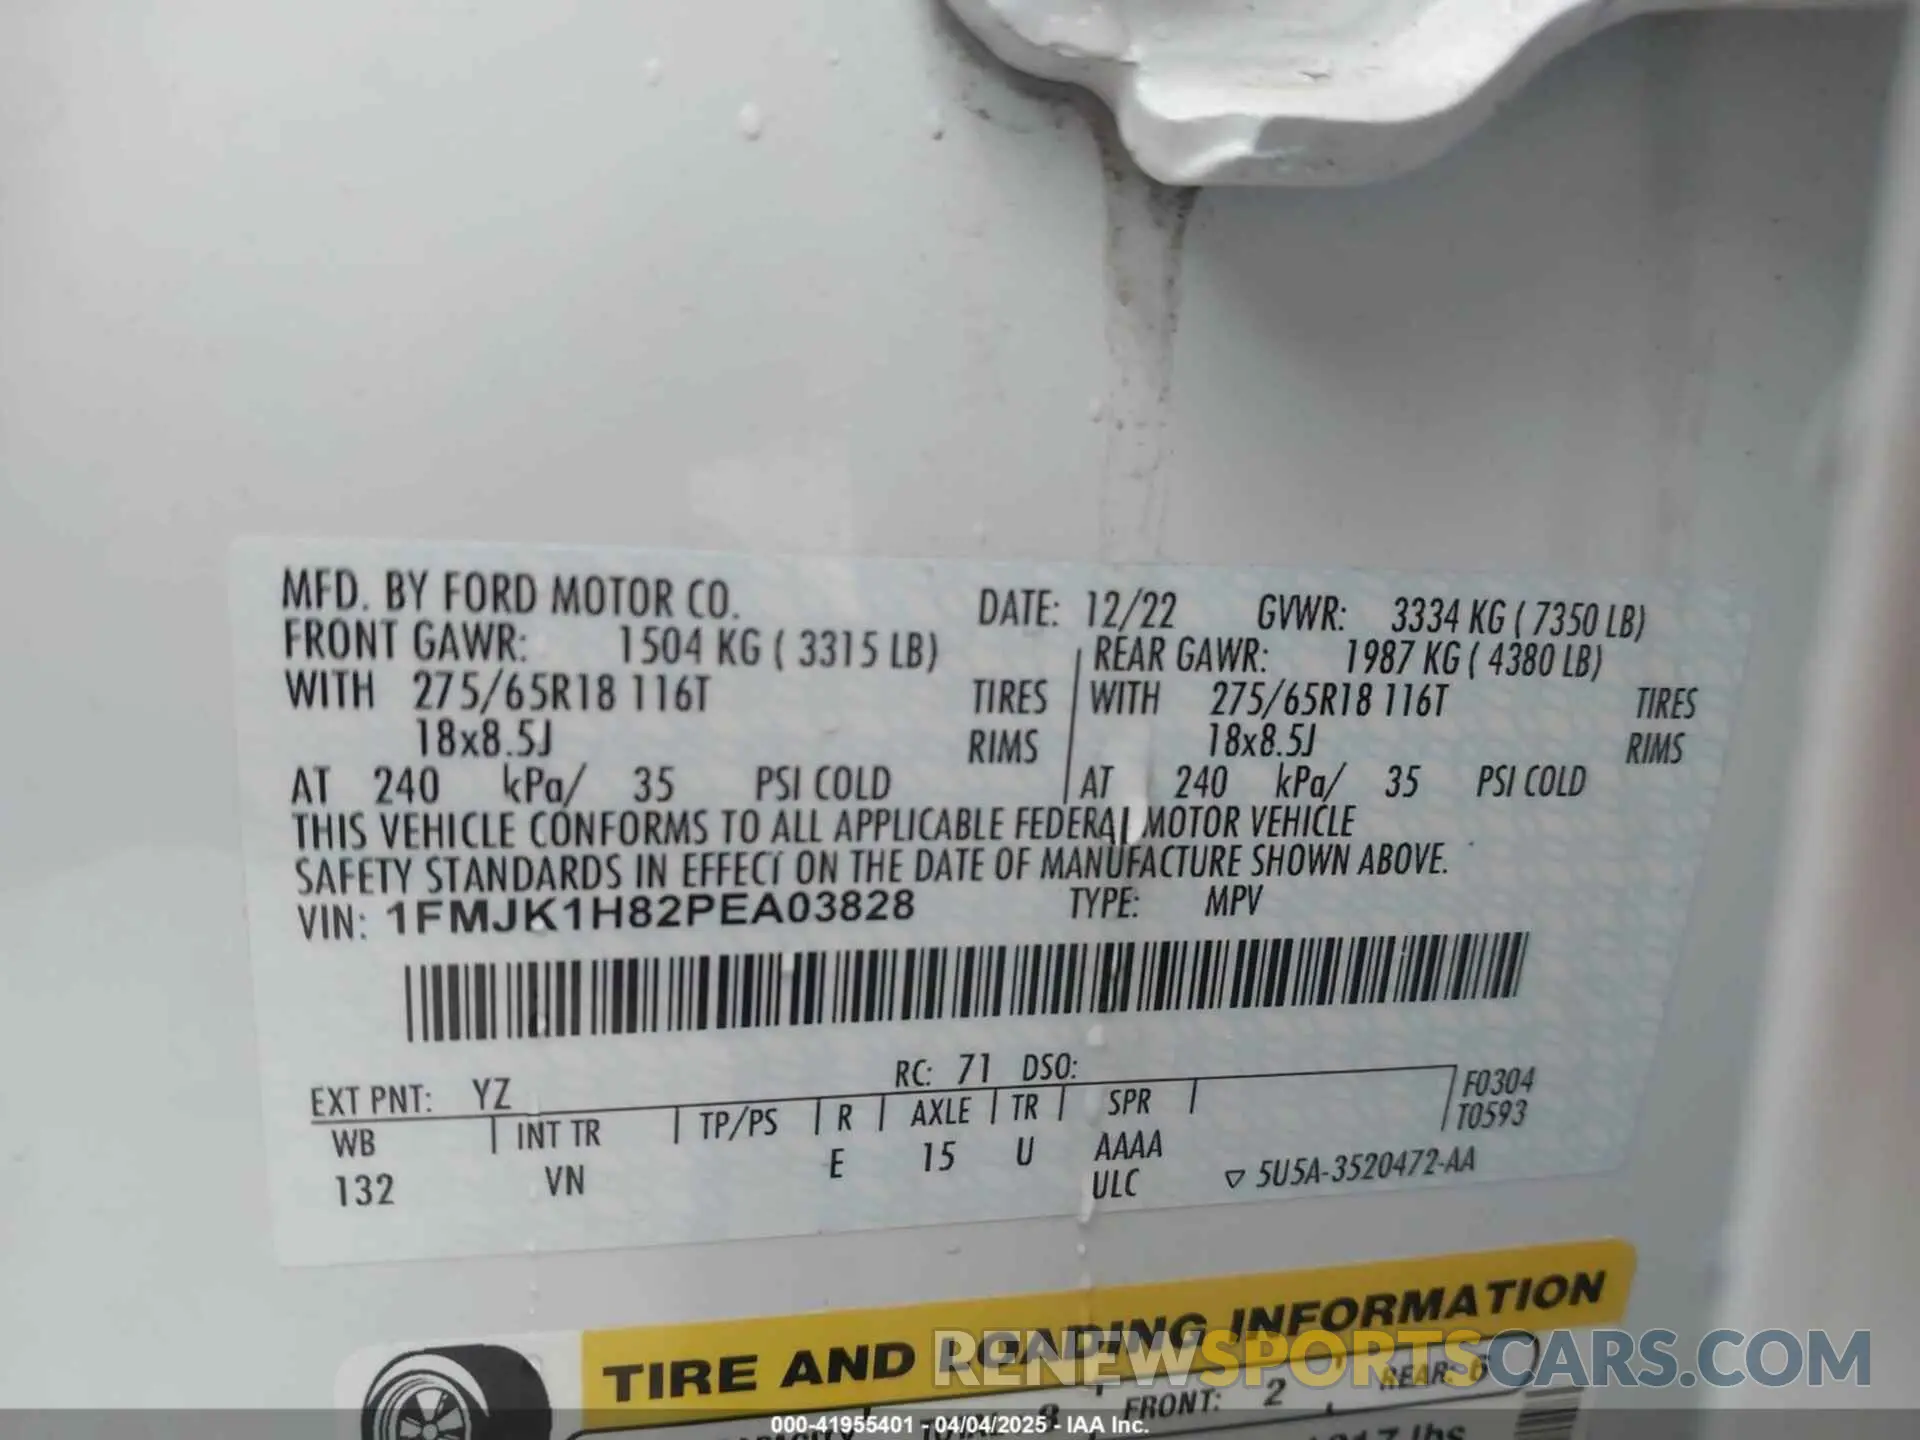 MFD. BY FORD MOTOR CO. DATE: 12/22 GVWR: 3334 KG ( 7350 LB)
FRONT GAWR: 1504 KG ( 3315 LB) REAR GAWR: 1987 KG ( 4380 LB)
WITH 275/65R18 116T TIRES WITH 275/65R18 116T TIRES
18x8.5J RIMS 18x8.5J RIMS
AT 240 kPa/ 35 PSI COLD AT 240 kPa/ 35 PSI COLD
THIS VEHICLE CONFORMS TO ALL APPLICABLE FEDERAL MOTOR VEHICLE
SAFETY STANDARDS IN EFFECT ON THE DATE OF MANUFACTURE SHOWN ABOVE.
VIN: 1FMJK1H82PEA03828 TYPE: MPV
EXT PNT: YZ RC: 71 DSO: F0304
WB INT TR TP/PS R AXLE TR SPR T0593
132 VN E 15 U AAAA
ULC ▽ 5U5A-3520472-AA
TIRE AND LOADING INFORMATION
RENEWSPORTSCARS.COM
TOTAL 8 FRONT: 2 REAR: 6
000-41955401 - 04/04/2025 - IAA Inc.